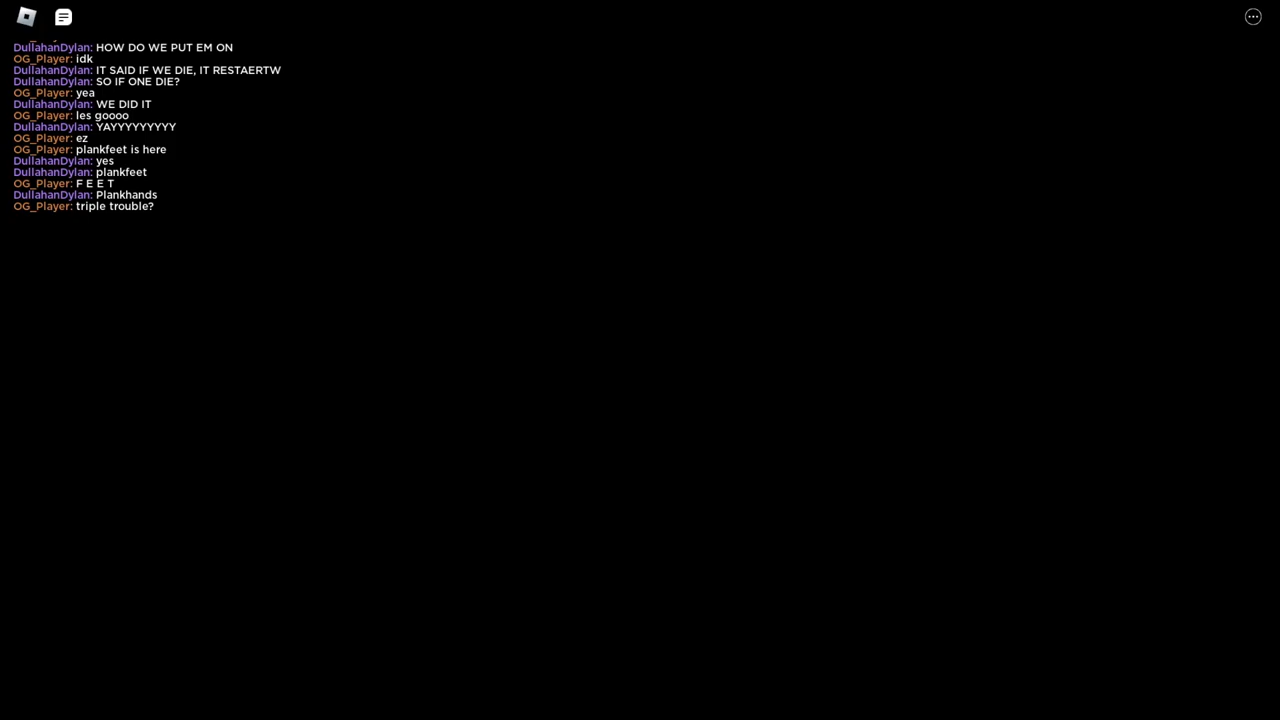 DullahanDylan: HOW DO WE PUT EM ON
OG_Player: idk
DullahanDylan: IT SAID IF WE DIE, IT RESTAERTW
DullahanDylan: SO IF ONE DIE?
OG_Player: yea
DullahanDylan: WE DID IT
OG_Player: les goooo
DullahanDylan: YAYYYYYYYYY
OG_Player: ez
OG_Player: plankfeet is here
DullahanDylan: yes
DullahanDylan: plankfeet
OG_Player: F E E T
DullahanDylan: Plankhands
OG_Player: triple trouble?